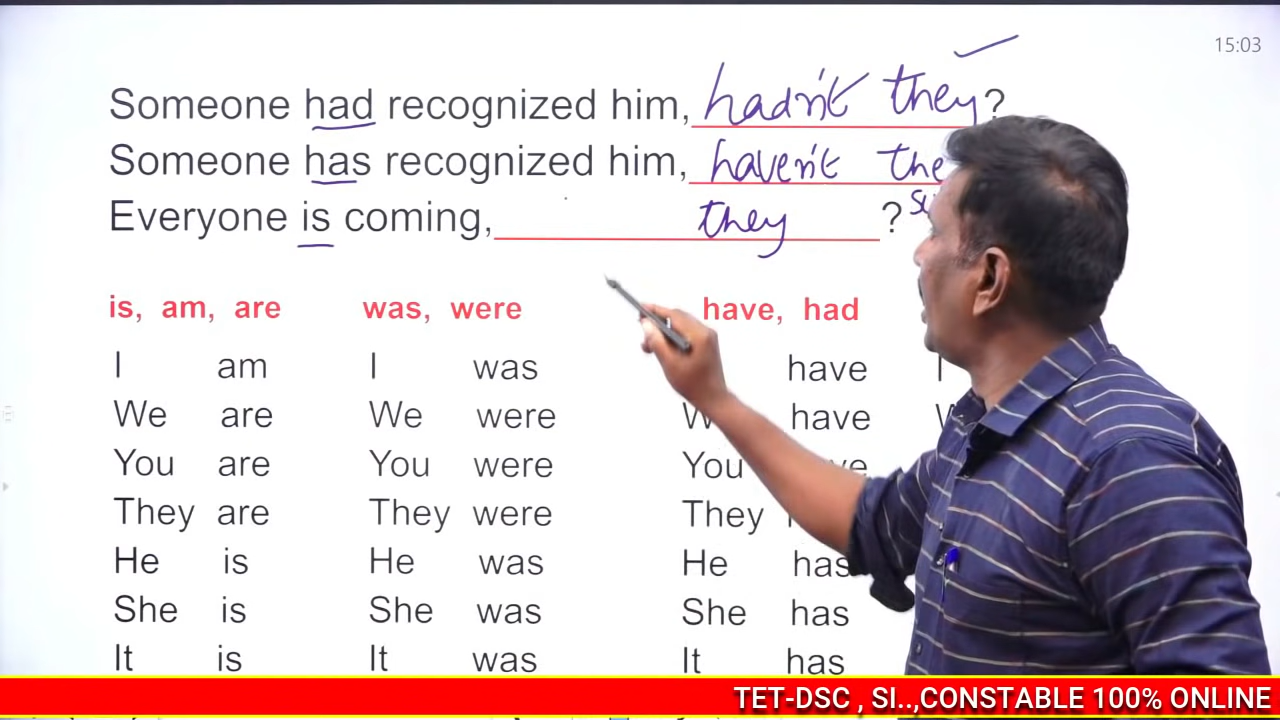 15:03
Someone had recognized him, hadn't they?
Someone has recognized him, haven't
Everyone is coming, they ?
is, am, are was, were have, had
I am I was have I
We are We were have
You are You were You
They are They were They
He is He was He has
She is She was She has
It is It was It has
TET-DSC , SI..,CONSTABLE 100% ONLINE